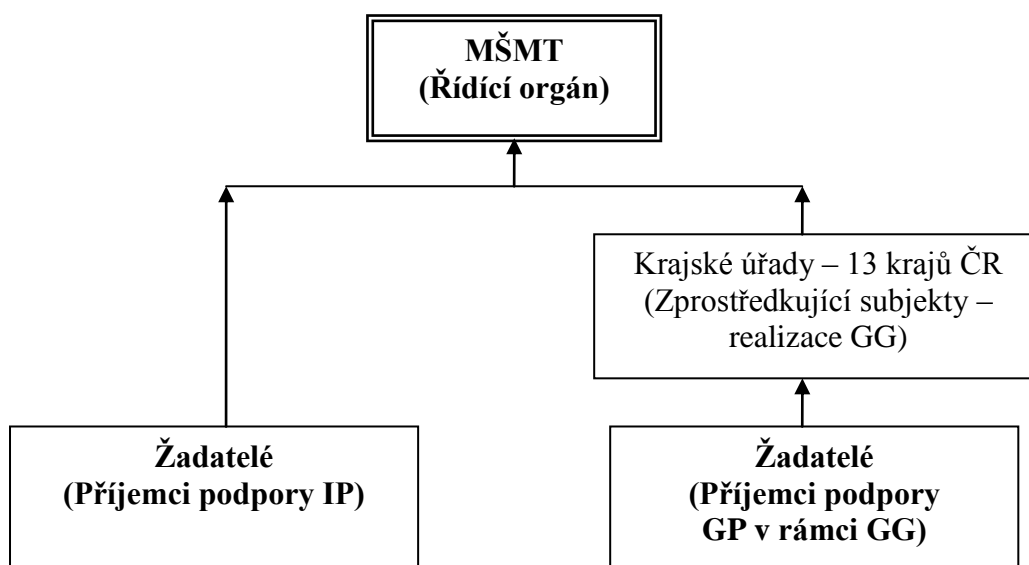 MŠMT
(Řídící orgán)
Krajské úřady – 13 krajů ČR
(Zprostředkující subjekty –
realizace GG)
Žadatelé
(Příjemci podpory IP)
Žadatelé
(Příjemci podpory
GP v rámci GG)